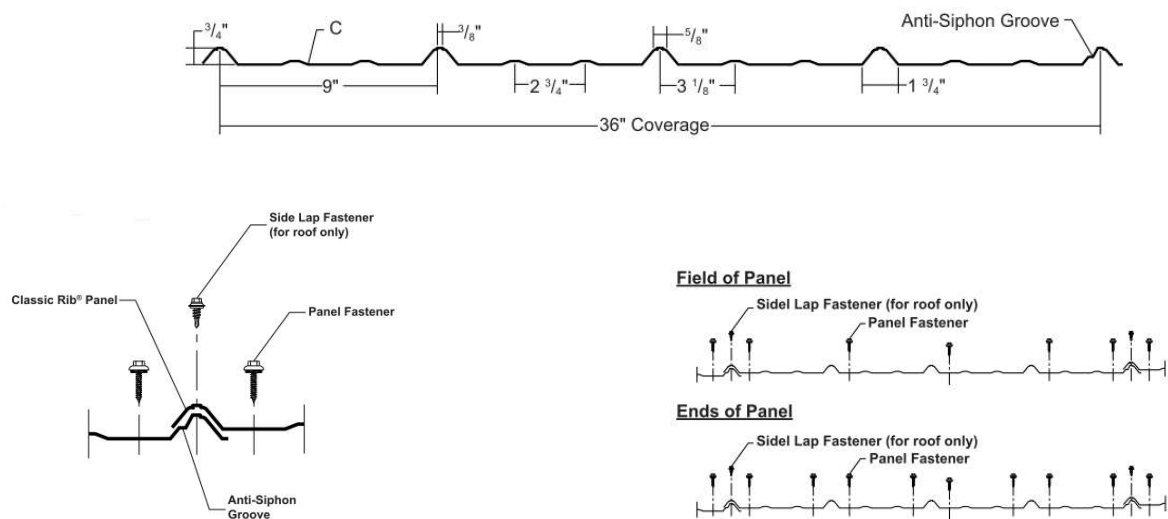 3/4"
C
3/8"
5/8"
Anti-Siphon Groove
9"
2 3/4"
3 1/8"
1 3/4"
36" Coverage
Side Lap Fastener
(for roof only)
Classic Rib® Panel
Panel Fastener
Anti-Siphon
Groove
Field of Panel
Sidel Lap Fastener (for roof only)
Panel Fastener
Ends of Panel
Sidel Lap Fastener (for roof only)
Panel Fastener